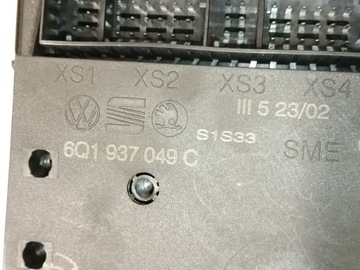 XS1 XS2 XS3 XS4
III 5 23/02
S1S33
6Q1 937 049 C
SME